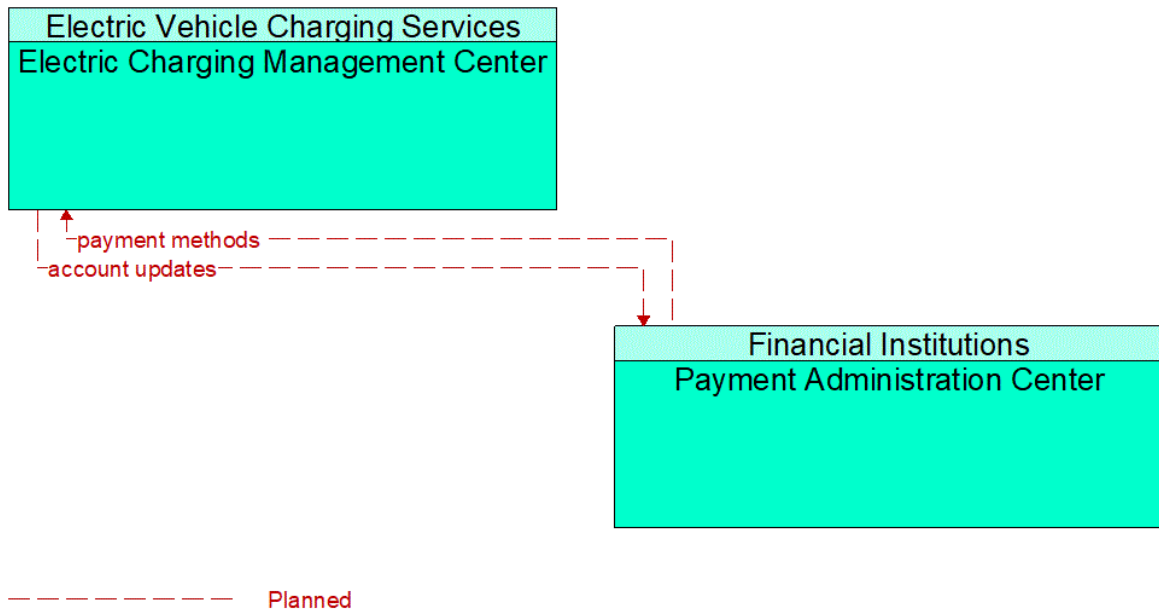 Electric Vehicle Charging Services
Electric Charging Management Center
payment methods
account updates
Financial Institutions
Payment Administration Center
Planned